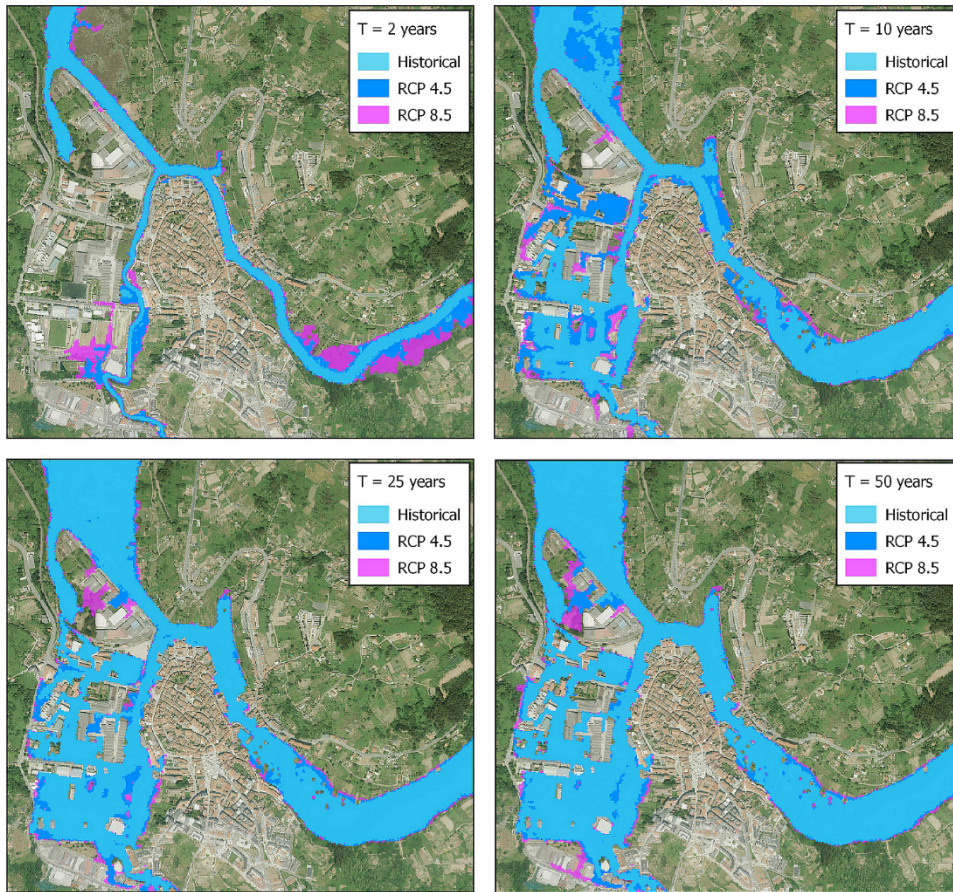 T = 2 years
Historical
RCP 4.5
RCP 8.5
T = 10 years
Historical
RCP 4.5
RCP 8.5
T = 25 years
Historical
RCP 4.5
RCP 8.5
T = 50 years
Historical
RCP 4.5
RCP 8.5